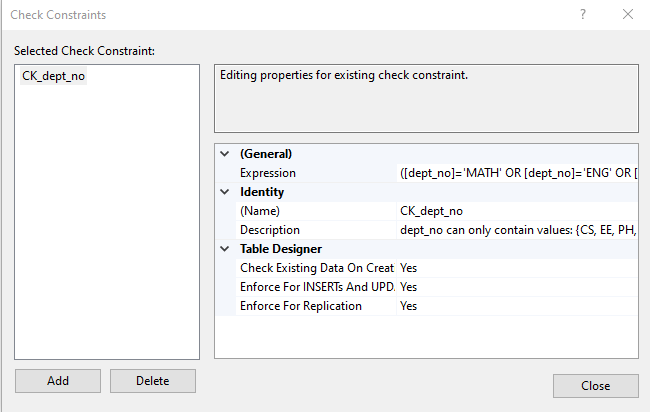 Check Constraints
?
Selected Check Constraint:
CK_dept_no
Editing properties for existing check constraint.
(General)
Expression ([dept_no]='MATH' OR [dept_no]='ENG' OR [
Identity
(Name) CK_dept_no
Description dept_no can only contain values: {CS, EE, PH,
Table Designer
Check Existing Data On Creat Yes
Enforce For INSERTs And UPD. Yes
Enforce For Replication Yes
Add Delete
Close